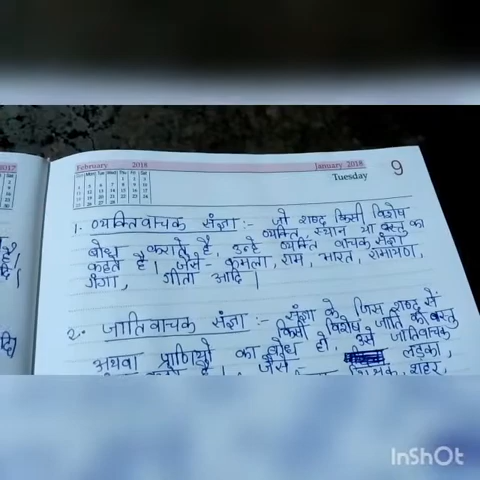 February 2018
January 2018
Tuesday 9
1. व्यक्तिवाचक संज्ञा :- जो शब्द किसी विशेष
व्यक्ति, स्थान या वस्तु का
बोध कराते है, उन्हे व्यक्ति वाचक संज्ञा
कहते है। जैसे - कमला, राम, भारत, रामायण,
गंगा, गीता आदि।
2. जातिवाचक संज्ञा :- संज्ञा के जिस शब्द से
किसी विशेष जाति की वस्तु
अथवा प्राणियो का बोध हो, उसे जातिवाचक
है। जैसे - लड़का,
शिक्षक, शहर,
InShOt